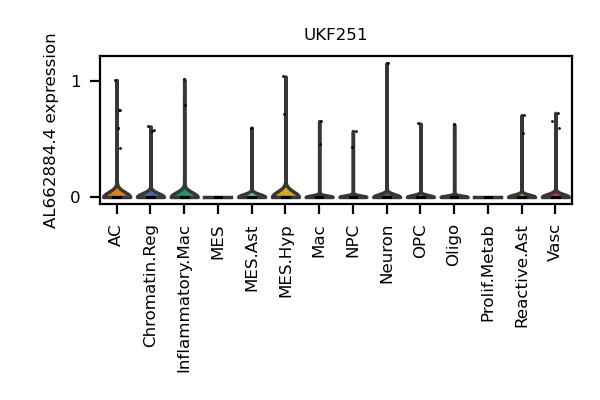 UKF251
AL662884.4 expression
1
0
AC
Chromatin.Reg
Inflammatory.Mac
MES
MES.Ast
MES.Hyp
Mac
NPC
Neuron
OPC
Oligo
Prolif.Metab
Reactive.Ast
Vasc